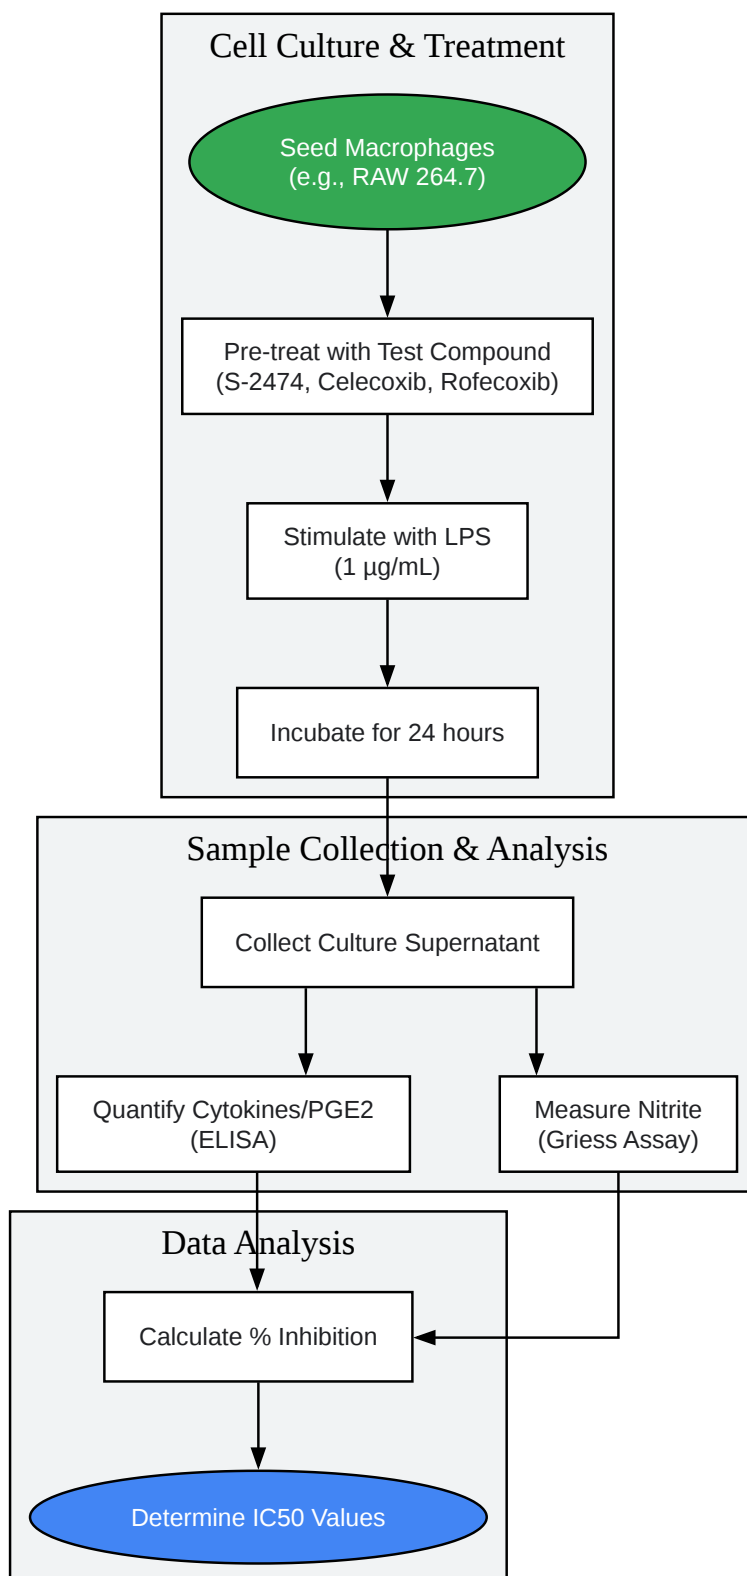 Cell Culture & Treatment
Seed Macrophages
(e.g., RAW 264.7)
Pre-treat with Test Compound
(S-2474, Celecoxib, Rofecoxib)
Stimulate with LPS
(1 µg/mL)
Incubate for 24 hours
Sample Collection & Analysis
Collect Culture Supernatant
Quantify Cytokines/PGE2
(ELISA)
Measure Nitrite
(Griess Assay)
Data Analysis
Calculate % Inhibition
Determine IC50 Values